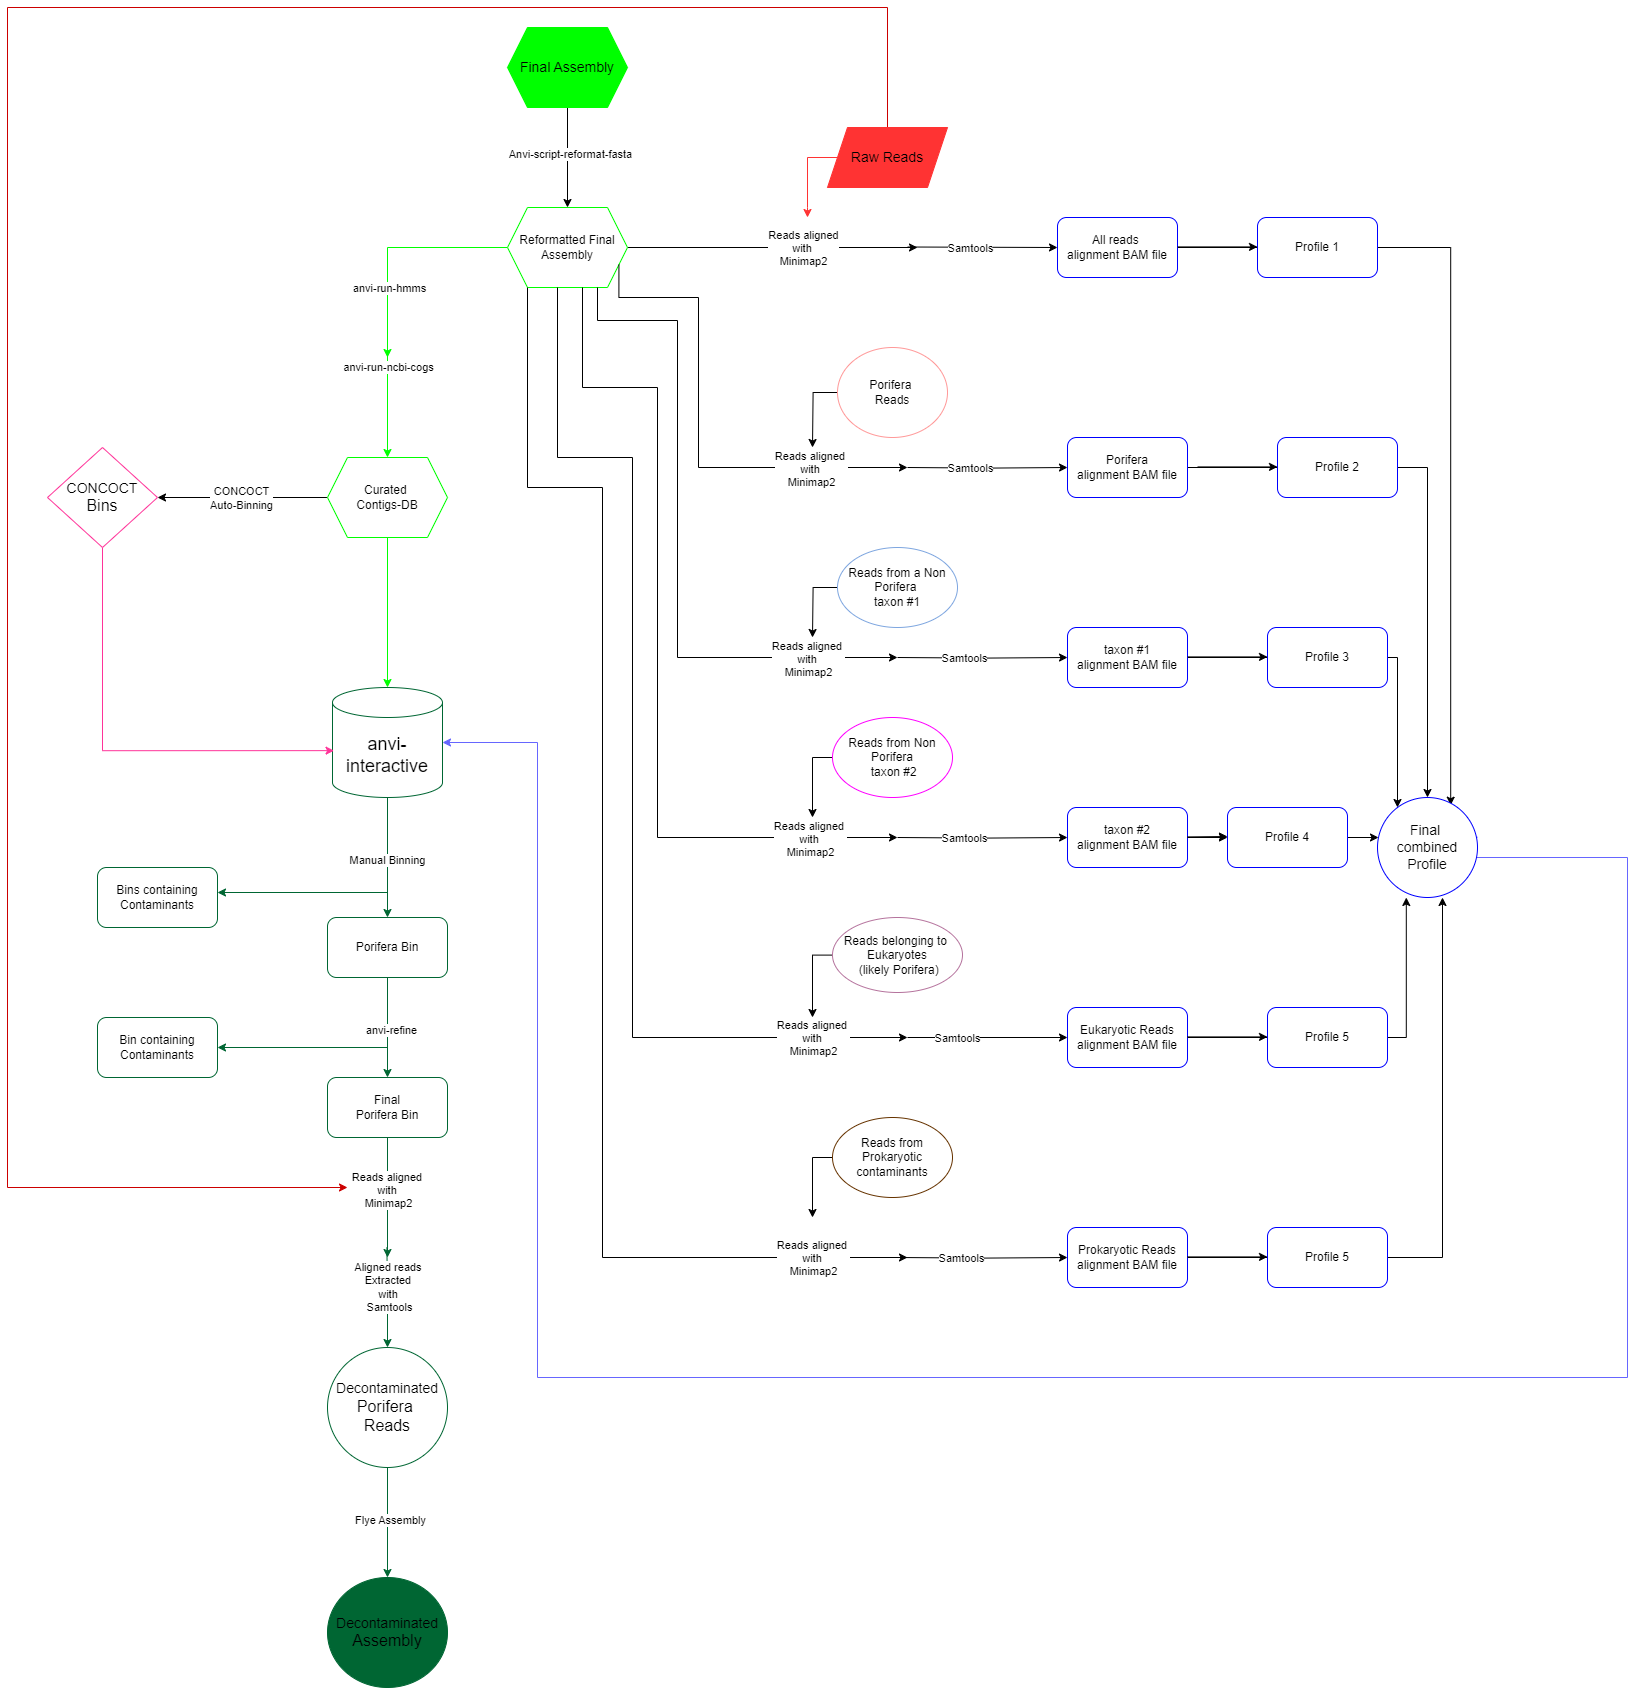 Final Assembly
Anvi-script-reformat-fasta
Raw Reads
Reformatted Final
Assembly
Reads aligned
with
Minimap2
Samtools
All reads
alignment BAM file
Profile 1
anvi-run-hmms
anvi-run-ncbi-cogs
Porifera
Reads
Reads aligned
with
Minimap2
Samtools
Porifera
alignment BAM file
Profile 2
CONCOCT
Bins
CONCOCT
Auto-Binning
Curated
Contigs-DB
Reads from a Non
Porifera
taxon #1
Reads aligned
with
Minimap2
Samtools
taxon #1
alignment BAM file
Profile 3
anvi-
interactive
Reads from Non
Porifera
taxon #2
Reads aligned
with
Minimap2
Samtools
taxon #2
alignment BAM file
Profile 4
Final
combined
Profile
Manual Binning
Bins containing
Contaminants
Porifera Bin
Reads belonging to
Eukaryotes
(likely Porifera)
Reads aligned
with
Minimap2
Samtools
Eukaryotic Reads
alignment BAM file
Profile 5
anvi-refine
Bin containing
Contaminants
Final
Porifera Bin
Reads from
Prokaryotic
contaminants
Reads aligned
with
Minimap2
Samtools
Prokaryotic Reads
alignment BAM file
Profile 5
Reads aligned
with
Minimap2
Aligned reads
Extracted
with
Samtools
Decontaminated
Porifera
Reads
Flye Assembly
Decontaminated
Assembly